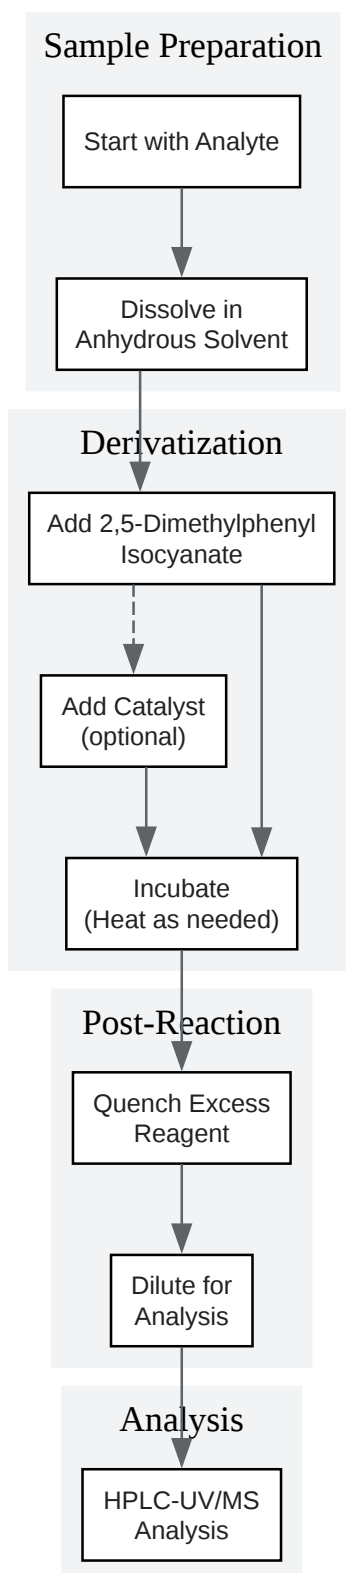 Sample Preparation
Start with Analyte
Dissolve in
Anhydrous Solvent
Derivatization
Add 2,5-Dimethylphenyl
Isocyanate
Add Catalyst
(optional)
Incubate
(Heat as needed)
Post-Reaction
Quench Excess
Reagent
Dilute for
Analysis
Analysis
HPLC-UV/MS
Analysis